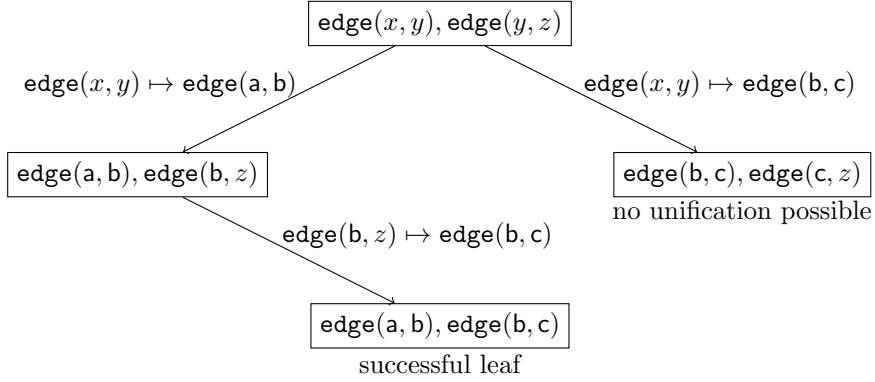 edge(x, y), edge(y, z)
edge(x, y) ↦ edge(a, b)
edge(x, y) ↦ edge(b, c)
edge(a, b), edge(b, z)
edge(b, c), edge(c, z)
no unification possible
edge(b, z) ↦ edge(b, c)
edge(a, b), edge(b, c)
successful leaf